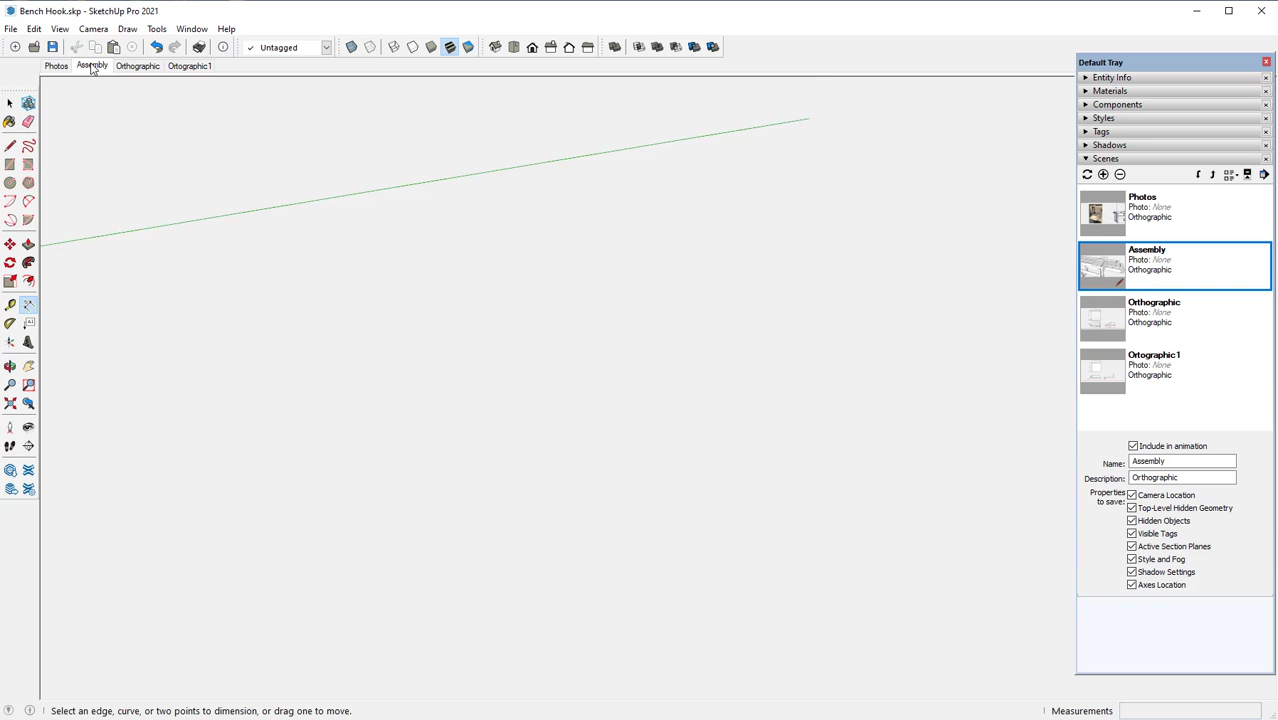 Bench Hook.skp - SketchUp Pro 2021
File Edit View Camera Draw Tools Window Help
Untagged
Photos Assembly Orthographic Ortographic1
Default Tray
Entity Info
Materials
Components
Styles
Tags
Shadows
Scenes
Photos
Photo: None
Orthographic
Assembly
Photo: None
Orthographic
Orthographic
Photo: None
Orthographic
Ortographic1
Photo: None
Orthographic
Include in animation
Name: Assembly
Description: Orthographic
Properties to save:
Camera Location
Top-Level Hidden Geometry
Hidden Objects
Visible Tags
Active Section Planes
Style and Fog
Shadow Settings
Axes Location
Select an edge, curve, or two points to dimension, or drag one to move.
Measurements